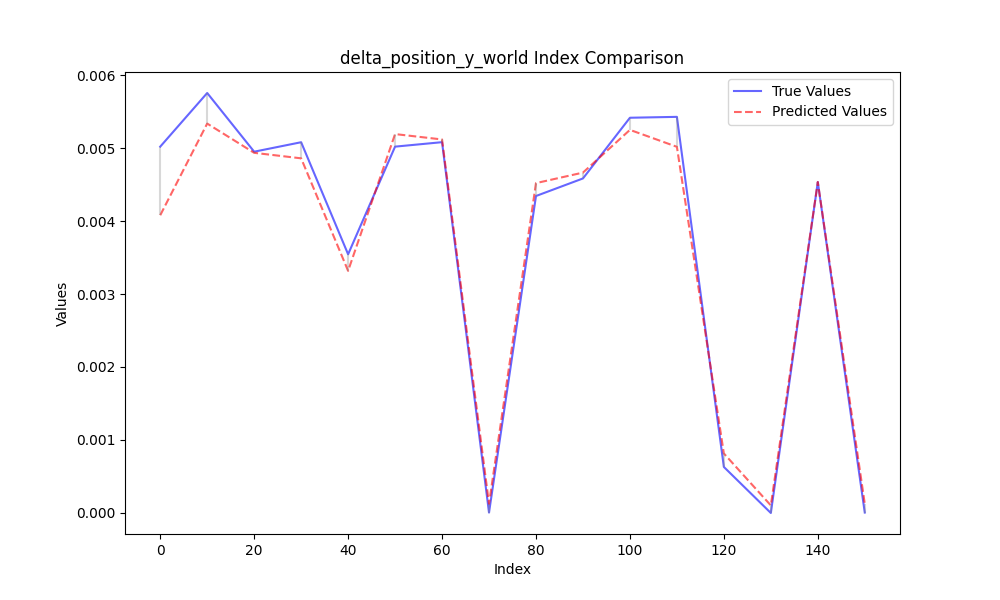 delta_position_y_world Index Comparison
True Values
Predicted Values
Values
0.006
0.005
0.004
0.003
0.002
0.001
0.000
0 20 40 60 80 100 120 140
Index